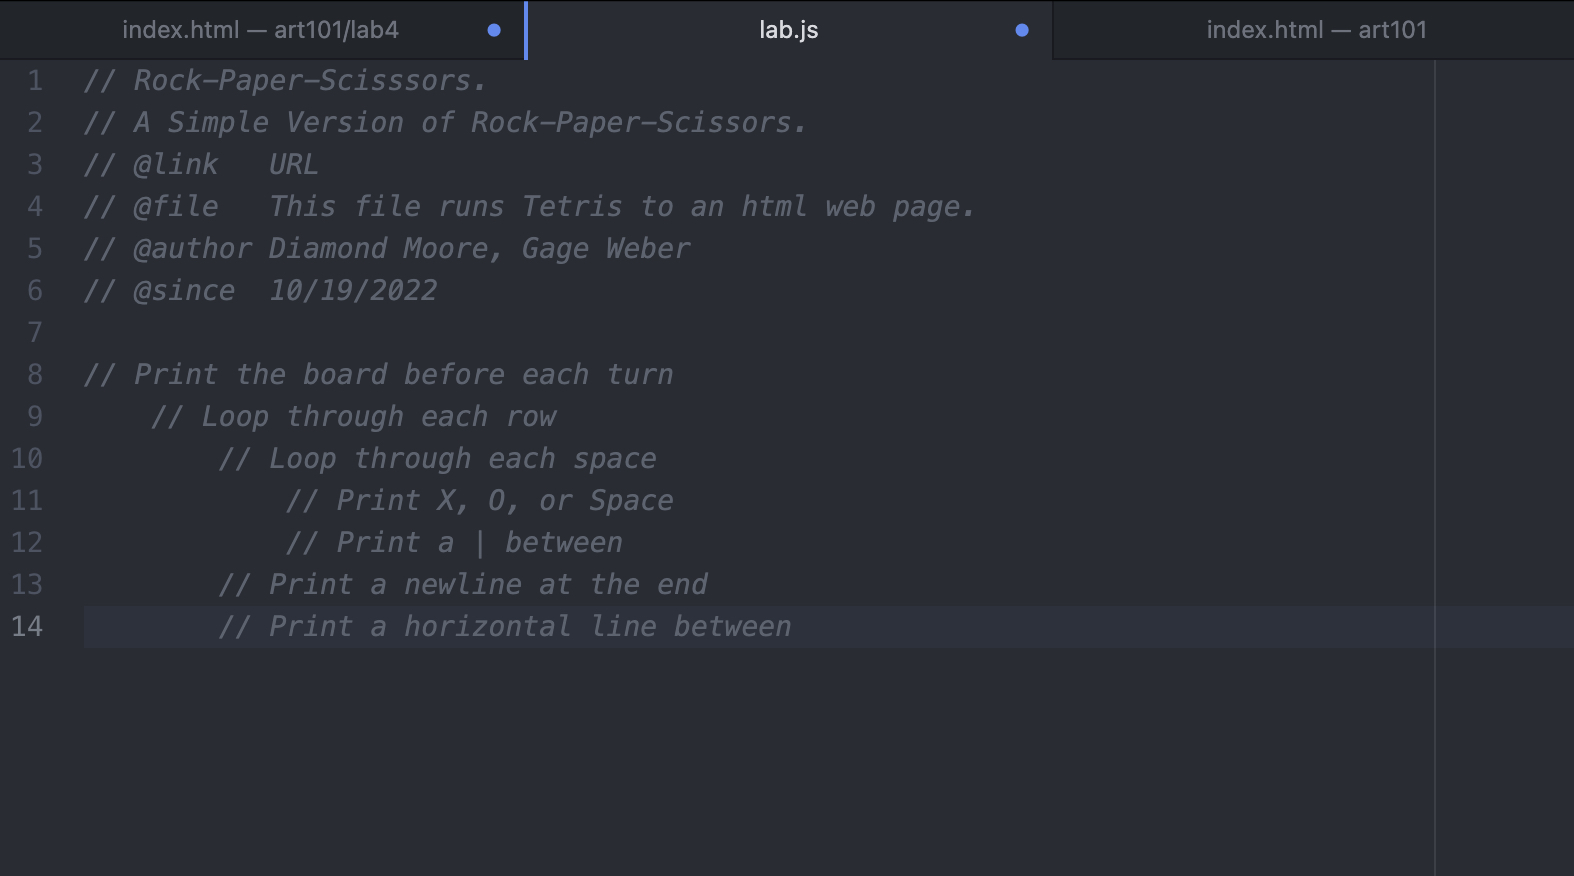 index.html — art101/lab4 lab.js index.html — art101
1 // Rock-Paper-Scisssors.
2 // A Simple Version of Rock-Paper-Scissors.
3 // @link   URL
4 // @file   This file runs Tetris to an html web page.
5 // @author Diamond Moore, Gage Weber
6 // @since  10/19/2022
7
8 // Print the board before each turn
9     // Loop through each row
10         // Loop through each space
11             // Print X, O, or Space
12             // Print a | between
13         // Print a newline at the end
14         // Print a horizontal line between